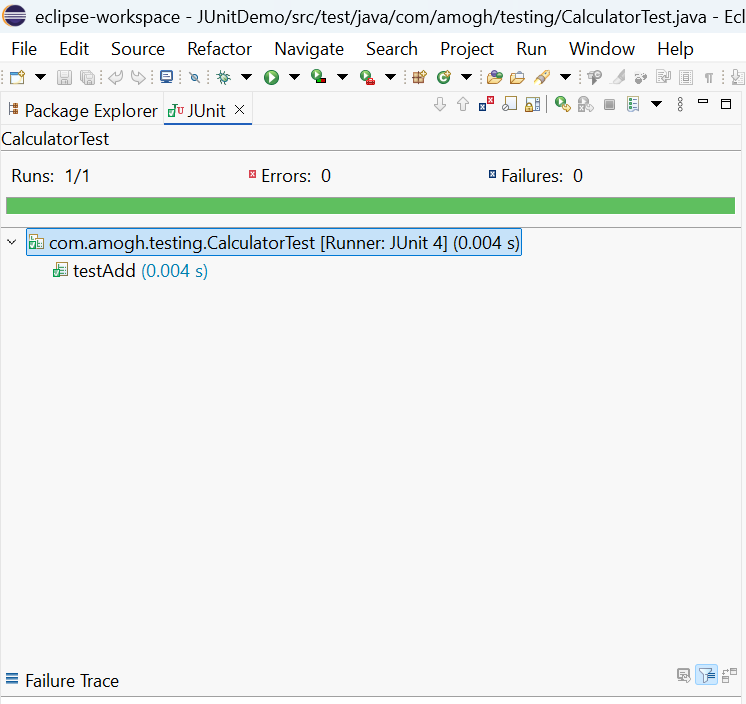 eclipse-workspace - JUnitDemo/src/test/java/com/amogh/testing/CalculatorTest.java - Ecl
File Edit Source Refactor Navigate Search Project Run Window Help
Package Explorer JUnit
CalculatorTest
Runs: 1/1 Errors: 0 Failures: 0
com.amogh.testing.CalculatorTest [Runner: JUnit 4] (0.004 s)
testAdd (0.004 s)
Failure Trace